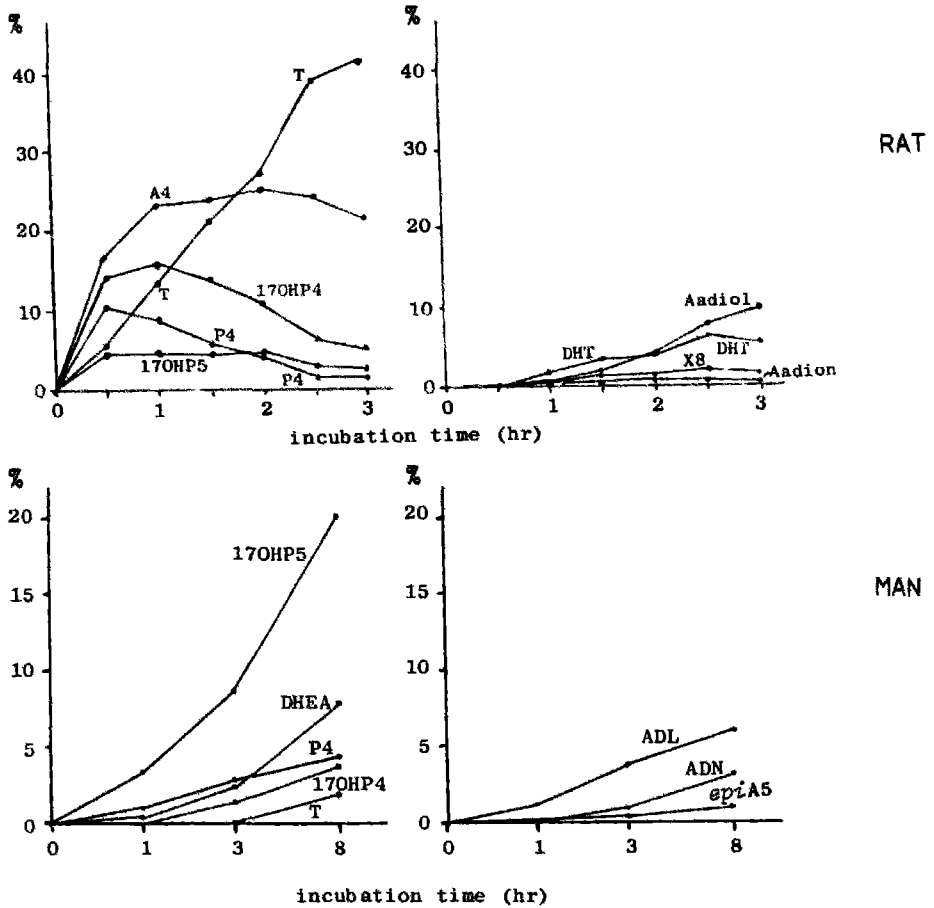 %
40
30
20
10
0
T
A4
17OHP4
T
P4
17OHP5
P4
0 1 2 3
%
40
30
20
10
0
Aadiol
DHT
DHT
X8
Aadion
0 1 2 3
RAT
incubation time (hr)
%
20
15
10
5
0
17OHP5
DHEA
P4
17OHP4
T
0 1 3 8
%
20
15
10
5
0
ADL
ADN
epiA5
0 1 3 8
MAN
incubation time (hr)